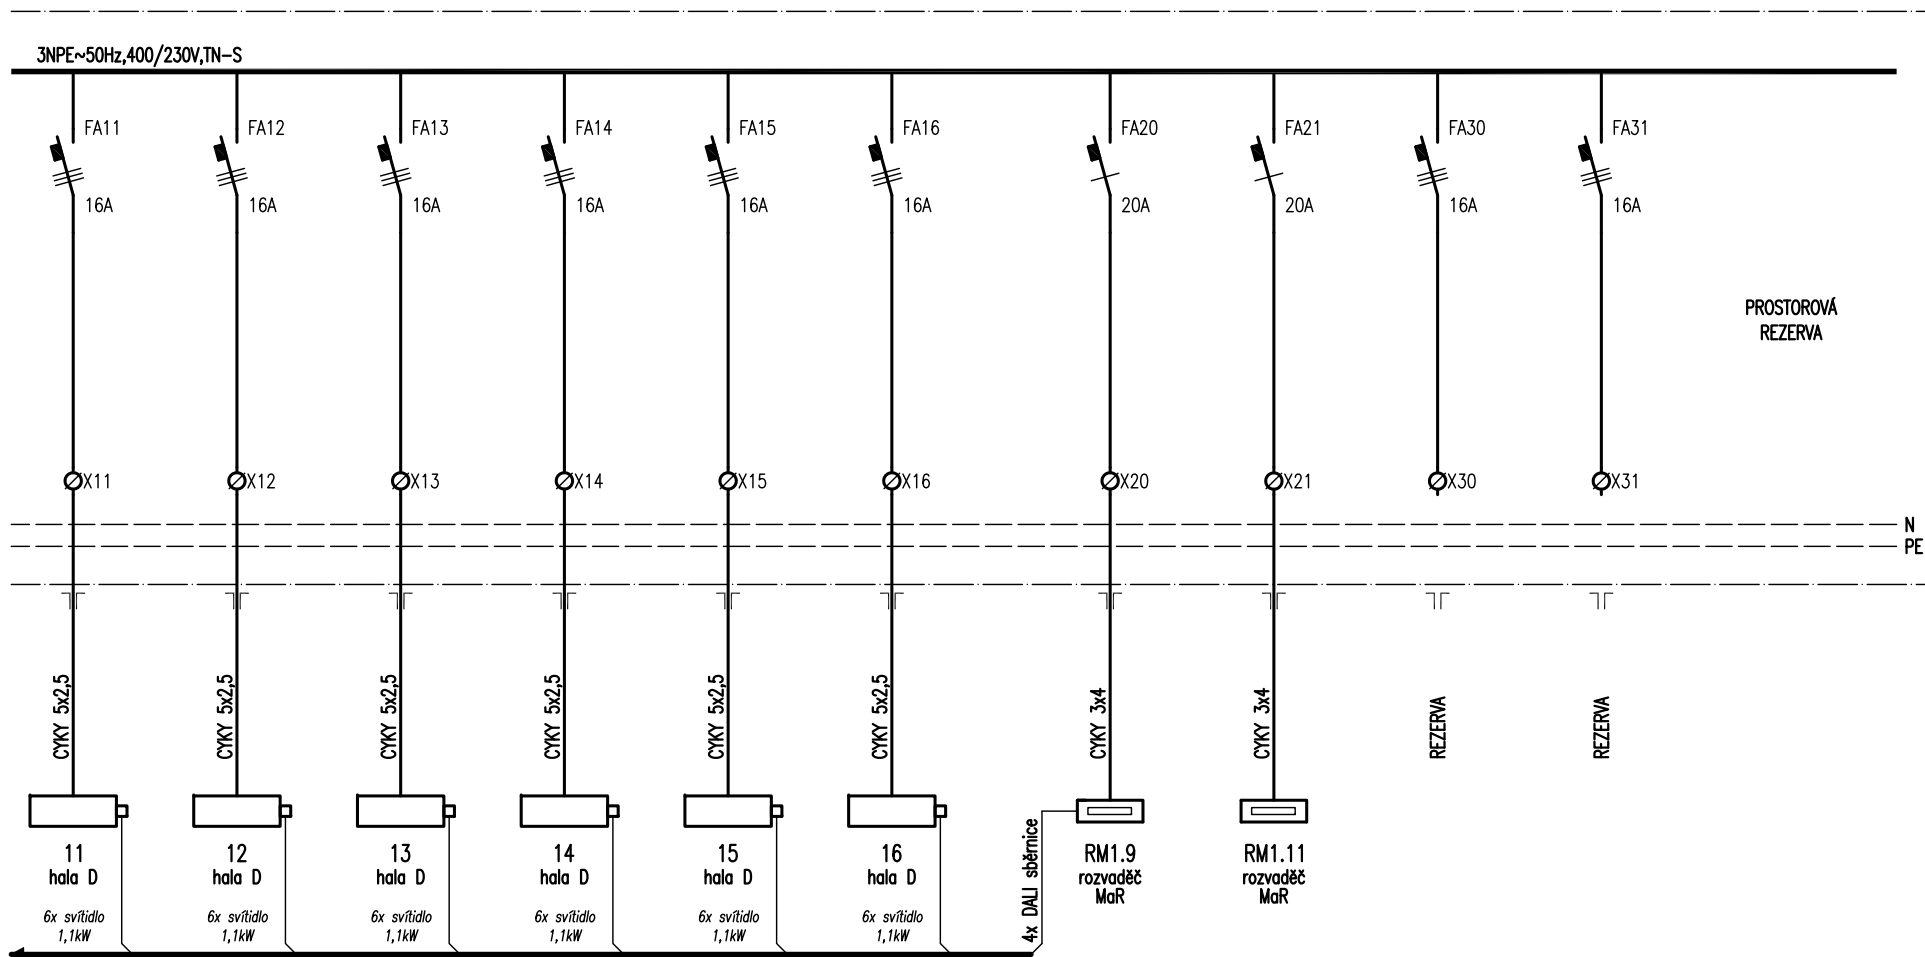 3NPE~50Hz,400/230V,TN-S
FA11
FA12
FA13
FA14
FA15
FA16
FA20
FA21
FA30
FA31
16A
16A
16A
16A
16A
16A
20A
20A
16A
16A
PROSTOROVÁ
REZERVA
X11
X12
X13
X14
X15
X16
X20
X21
X30
X31
N
PE
CYKY 5x2,5
CYKY 5x2,5
CYKY 5x2,5
CYKY 5x2,5
CYKY 5x2,5
CYKY 5x2,5
CYKY 3x4
CYKY 3x4
REZERVA
REZERVA
11
hala D
6x svítidlo
1,1kW
12
hala D
6x svítidlo
1,1kW
13
hala D
6x svítidlo
1,1kW
14
hala D
6x svítidlo
1,1kW
15
hala D
6x svítidlo
1,1kW
16
hala D
6x svítidlo
1,1kW
4x DALI sběrnice
RM1.9
rozvaděč
MaR
RM1.11
rozvaděč
MaR